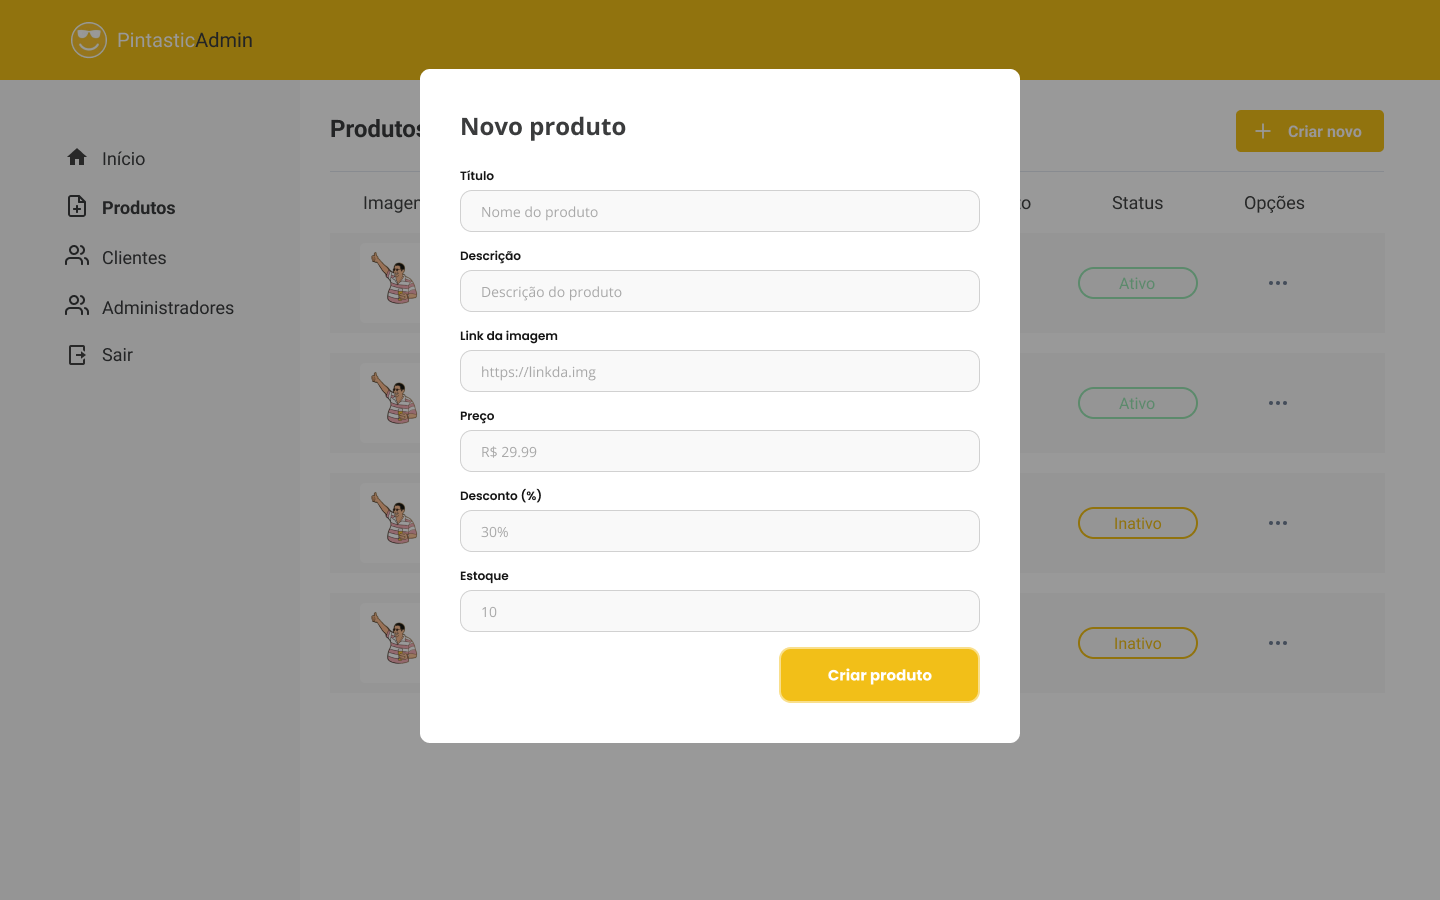 PintasticAdmin
Início
Produtos
Clientes
Administradores
Sair
Produtos
Criar novo
Status
Opções
Ativo
Ativo
Inativo
Inativo
Novo produto
Título
Nome do produto
Descrição
Descrição do produto
Link da imagem
https://linkda.img
Preço
R$ 29.99
Desconto (%)
30%
Estoque
10
Criar produto